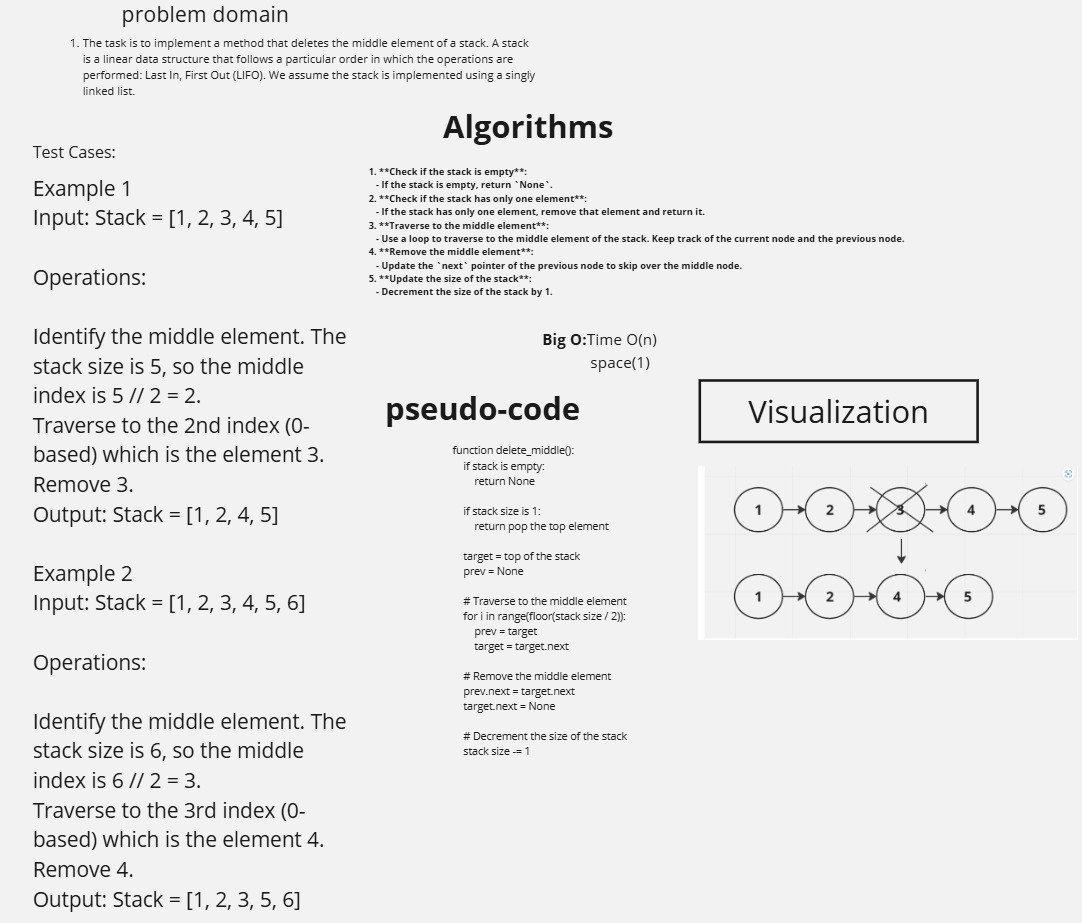 problem domain
1. The task is to implement a method that deletes the middle element of a stack. A stack
is a linear data structure that follows a particular order in which the operations are
performed: Last In, First Out (LIFO). We assume the stack is implemented using a singly
linked list.
Test Cases:
Example 1
Input: Stack = [1, 2, 3, 4, 5]
Operations:
Identify the middle element. The
stack size is 5, so the middle
index is 5 // 2 = 2.
Traverse to the 2nd index (0-
based) which is the element 3.
Remove 3.
Output: Stack = [1, 2, 4, 5]
Example 2
Input: Stack = [1, 2, 3, 4, 5, 6]
Operations:
Identify the middle element. The
stack size is 6, so the middle
index is 6 // 2 = 3.
Traverse to the 3rd index (0-
based) which is the element 4.
Remove 4.
Output: Stack = [1, 2, 3, 5, 6]
Algorithms
1. **Check if the stack is empty**:
- If the stack is empty, return `None`.
2. **Check if the stack has only one element**:
- If the stack has only one element, remove that element and return it.
3. **Traverse to the middle element**:
- Use a loop to traverse to the middle element of the stack. Keep track of the current node and the previous node.
4. **Remove the middle element**:
- Update the `next` pointer of the previous node to skip over the middle node.
5. **Update the size of the stack**:
- Decrement the size of the stack by 1.
Big O:Time O(n)
space(1)
pseudo-code
function delete_middle():
if stack is empty:
return None
if stack size is 1:
return pop the top element
target = top of the stack
prev = None
# Traverse to the middle element
for i in range(floor(stack size / 2)):
prev = target
target = target.next
# Remove the middle element
prev.next = target.next
target.next = None
# Decrement the size of the stack
stack size -= 1
Visualization
1 2 3 4 5
1 2 4 5